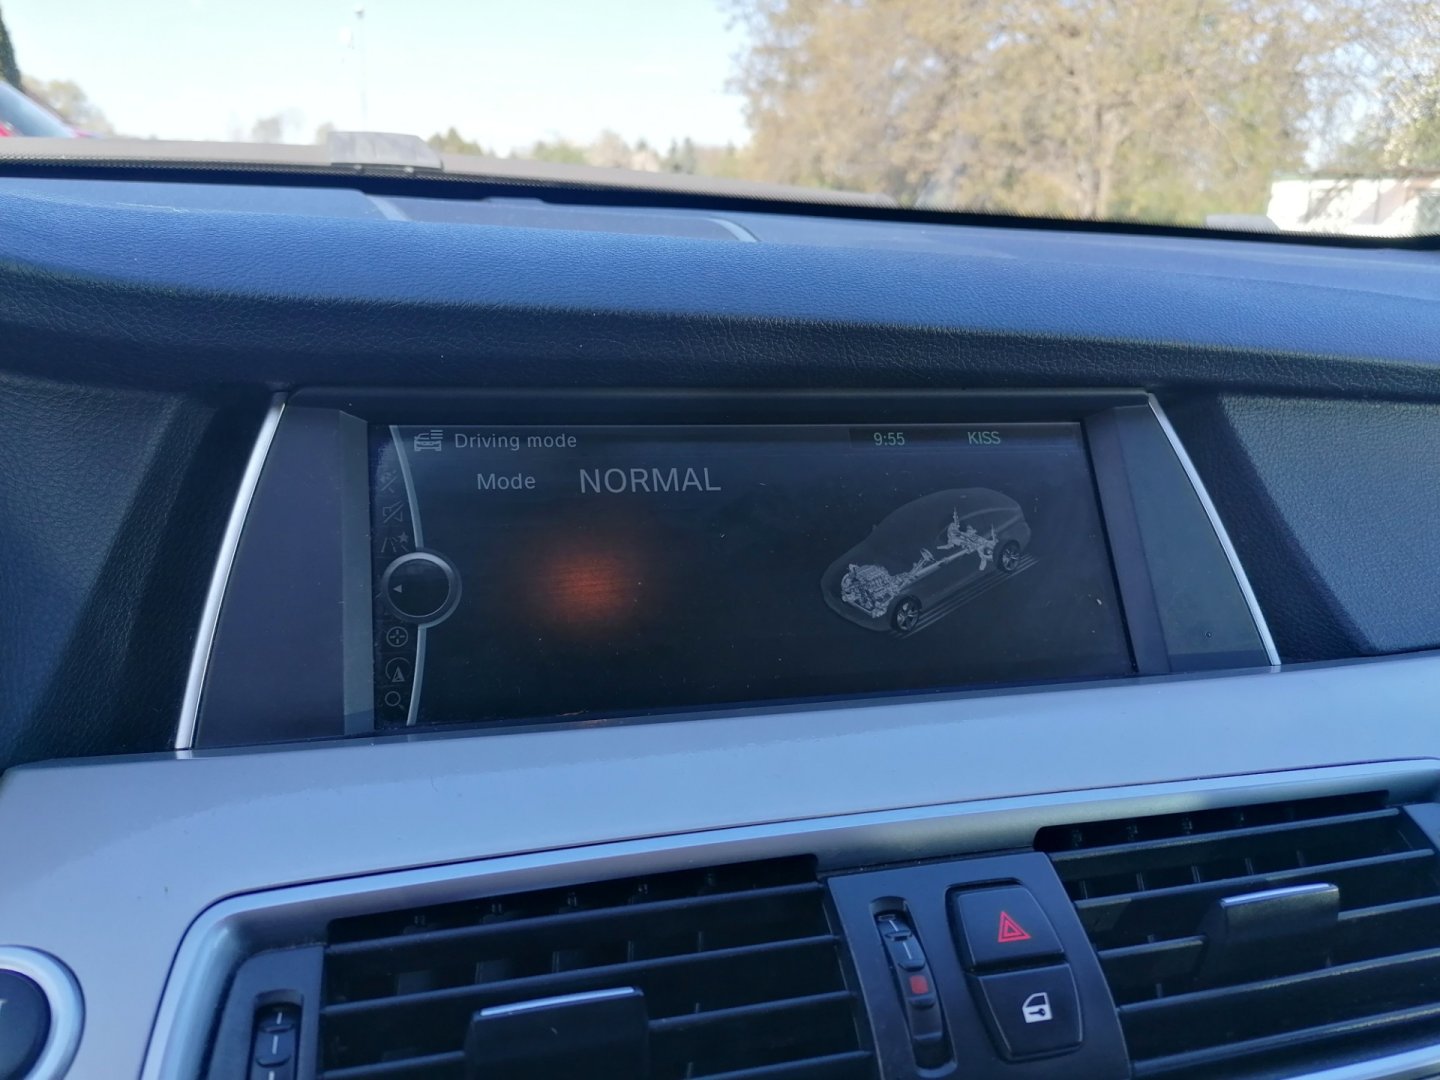 Driving mode 9:55 KISS
Mode NORMAL